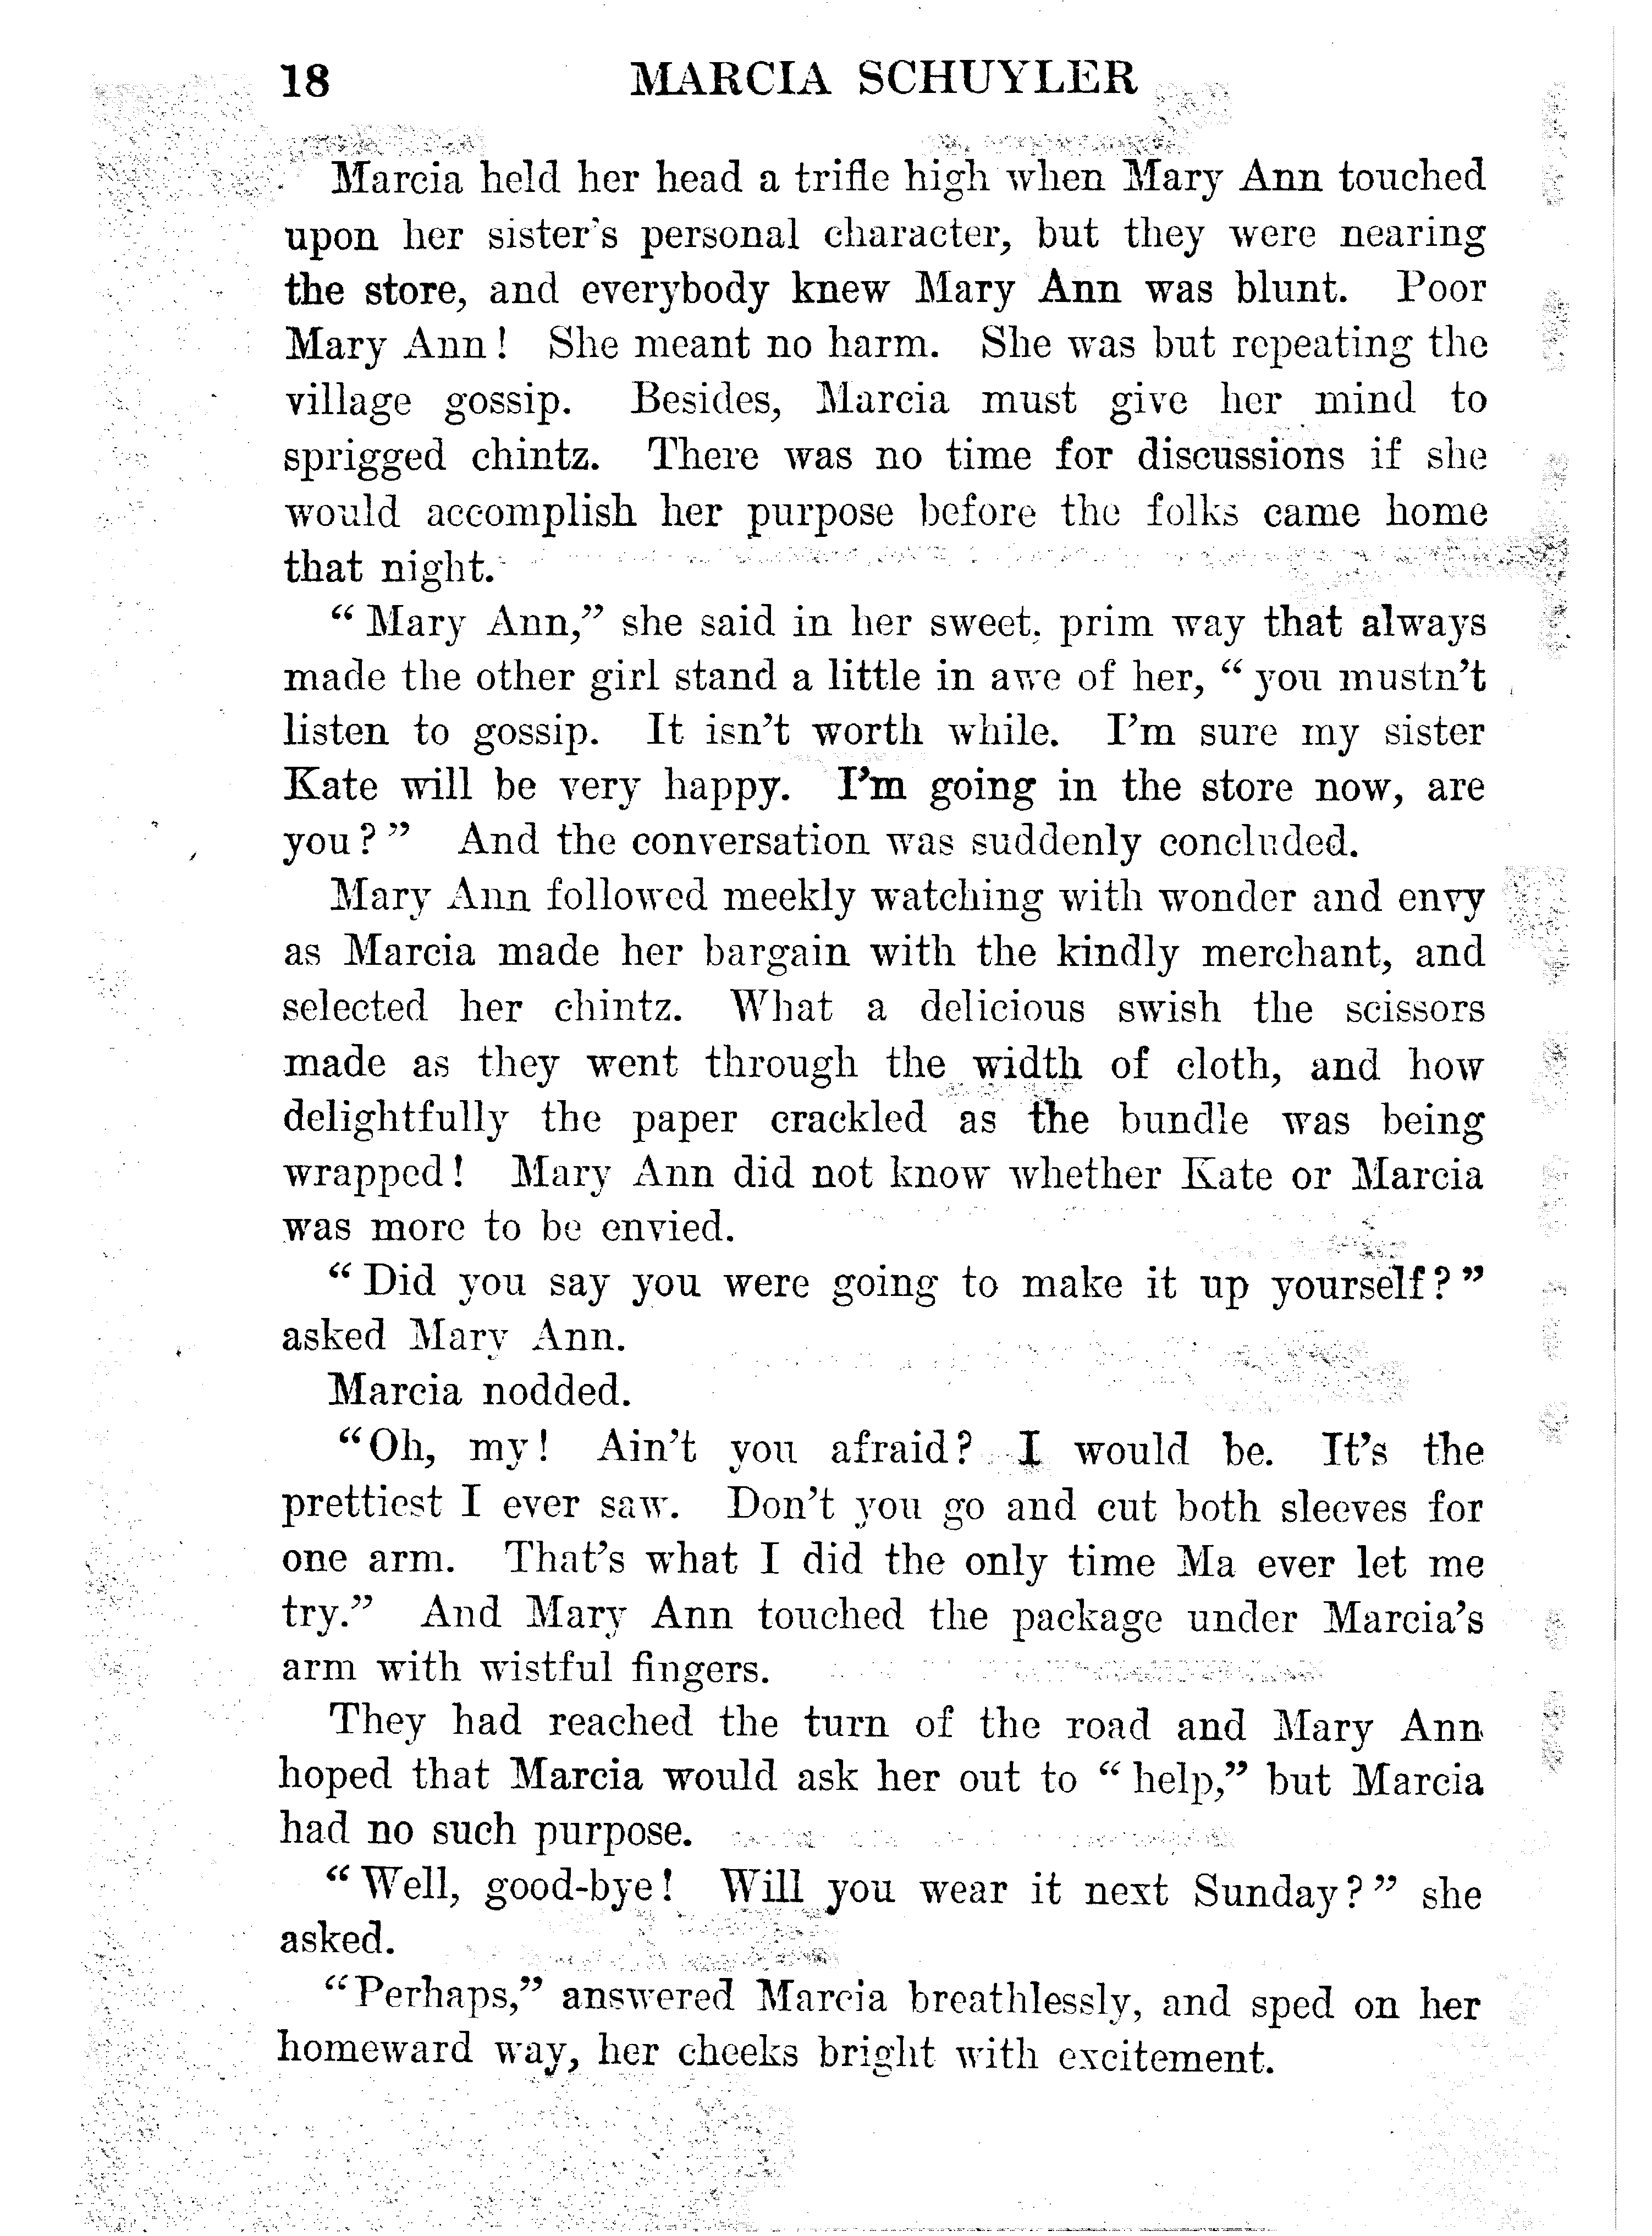 18 MARCIA SCHUYLER
Marcia held her head a trifle high when Mary Ann touched
upon her sister's personal character, but they were nearing
the store, and everybody knew Mary Ann was blunt. Poor
Mary Ann! She meant no harm. She was but repeating the
village gossip. Besides, Marcia must give her mind to
sprigged chintz. There was no time for discussions if she
would accomplish her purpose before the folks came home
that night.
"Mary Ann," she said in her sweet, prim way that always
made the other girl stand a little in awe of her, "you mustn't
listen to gossip. It isn't worth while. I'm sure my sister
Kate will be very happy. I'm going in the store now, are
you?" And the conversation was suddenly concluded.
Mary Ann followed meekly watching with wonder and envy
as Marcia made her bargain with the kindly merchant, and
selected her chintz. What a delicious swish the scissors
made as they went through the width of cloth, and how
delightfully the paper crackled as the bundle was being
wrapped! Mary Ann did not know whether Kate or Marcia
was more to be envied.
"Did you say you were going to make it up yourself?"
asked Mary Ann.
Marcia nodded.
"Oh, my! Ain't you afraid? I would be. It's the
prettiest I ever saw. Don't you go and cut both sleeves for
one arm. That's what I did the only time Ma ever let me
try." And Mary Ann touched the package under Marcia's
arm with wistful fingers.
They had reached the turn of the road and Mary Ann
hoped that Marcia would ask her out to "help," but Marcia
had no such purpose.
"Well, good-bye! Will you wear it next Sunday?" she
asked.
"Perhaps," answered Marcia breathlessly, and sped on her
homeward way, her cheeks bright with excitement.